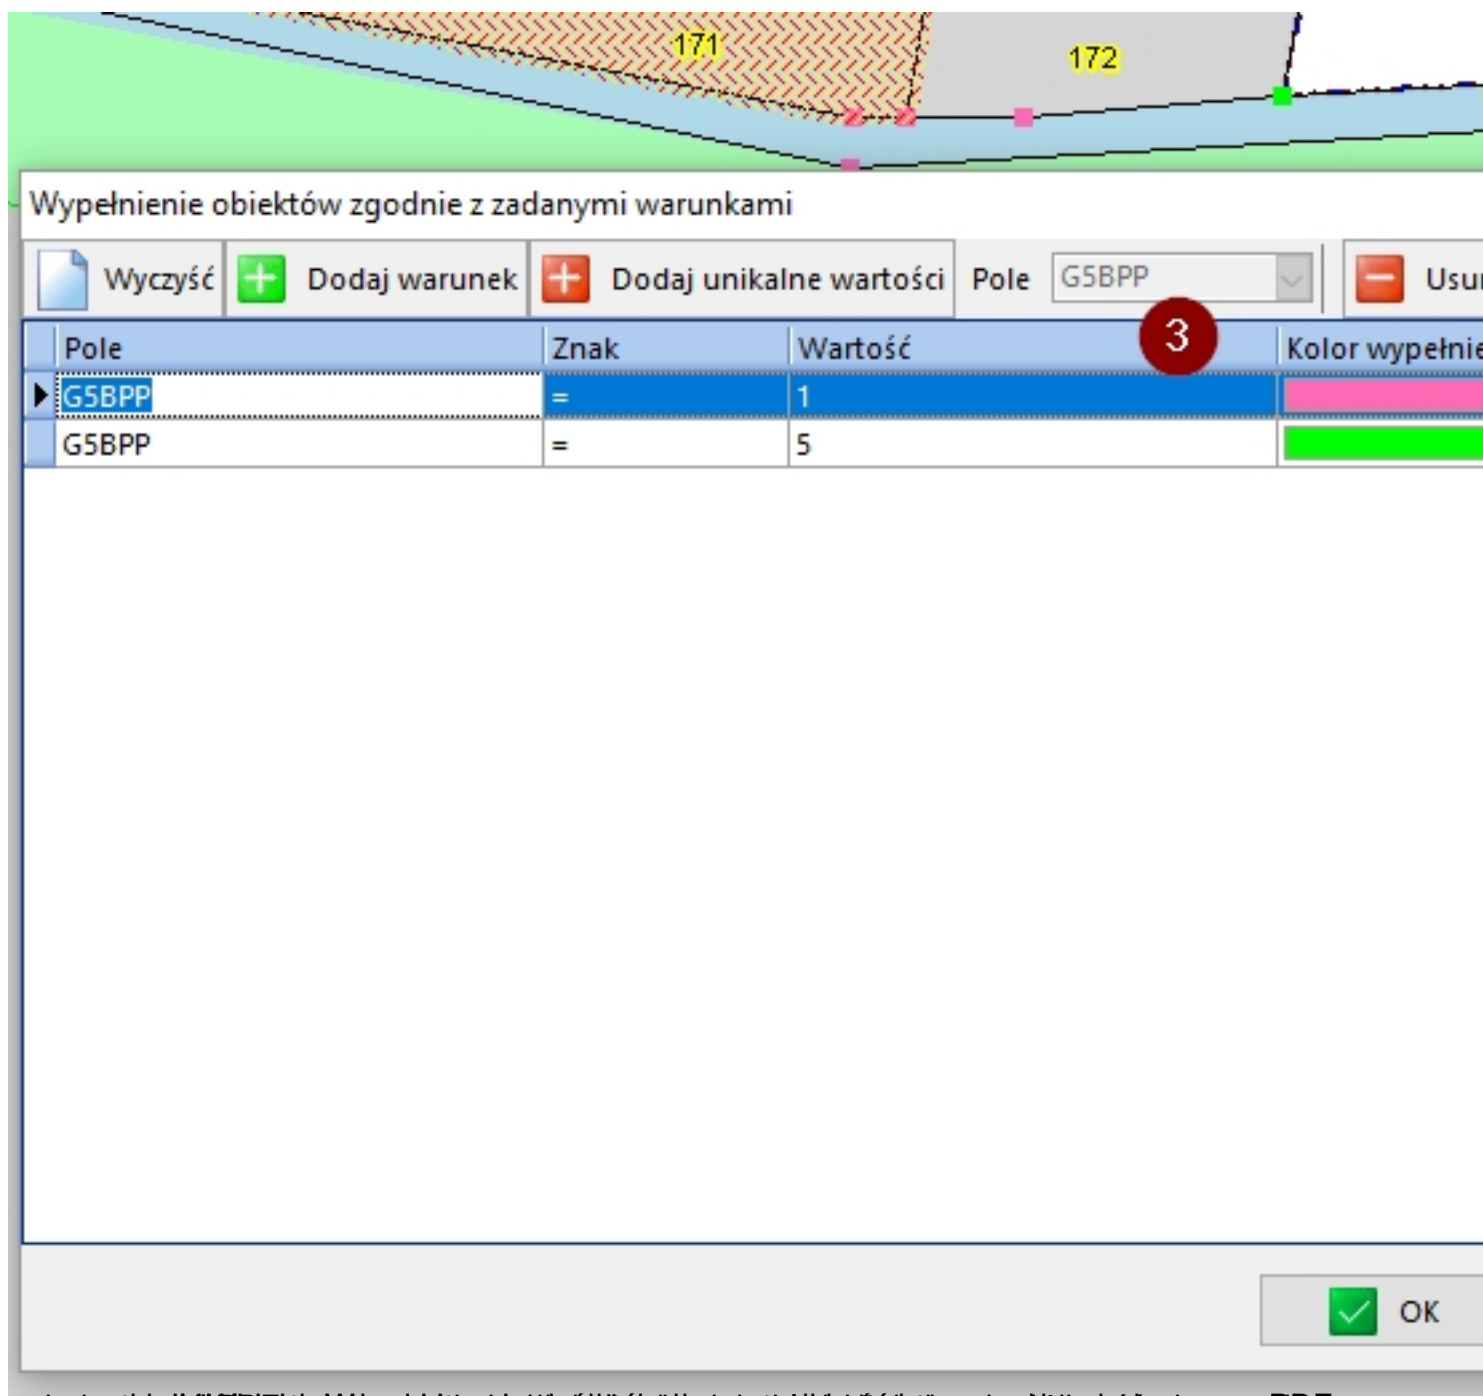 171
172
Wypełnienie obiektów zgodnie z zadanymi warunkami
Wyczyść Dodaj warunek Dodaj unikalne wartości Pole G5BPP
3
Pole Znak Wartość
G5BPP = 1
G5BPP = 5
OK